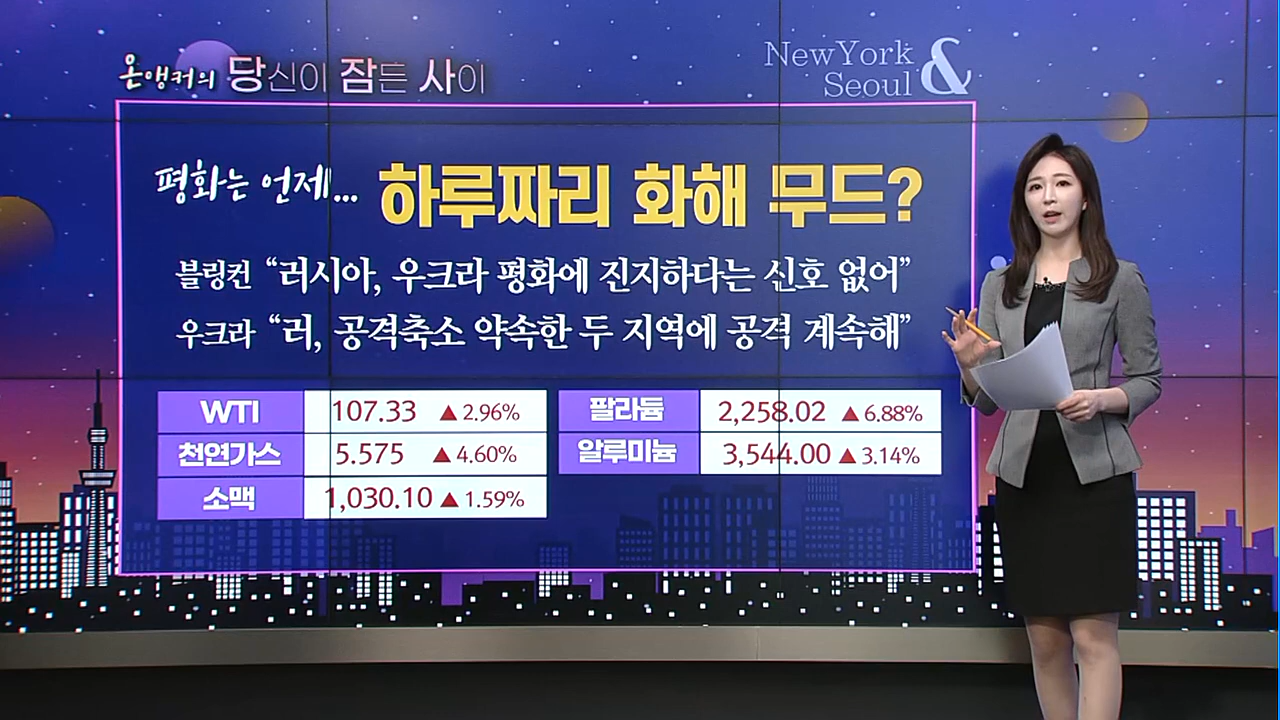 온앵커의 당신이 잠든 사이
NewYork &
Seoul
평화는 언제... 하루짜리 화해 무드?
블링컨 “러시아, 우크라 평화에 진지하다는 신호 없어”
우크라 “러, 공격축소 약속한 두 지역에 공격 계속해”
WTI 107.33 ▲2.96%
팔라듐 2,258.02 ▲6.88%
천연가스 5.575 ▲4.60%
알루미늄 3,544.00 ▲3.14%
소맥 1,030.10 ▲1.59%